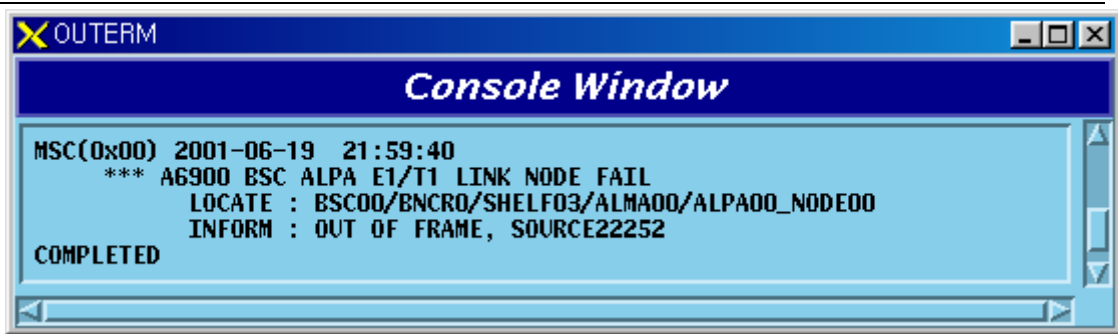 OUTERM
Console Window
MSC(0x00) 2001-06-19 21:59:40
*** A6900 BSC ALPA E1/T1 LINK NODE FAIL
LOCATE : BSC00/BNCR0/SHELF03/ALMA00/ALPA00_NODE00
INFORM : OUT OF FRAME, SOURCE22252
COMPLETED